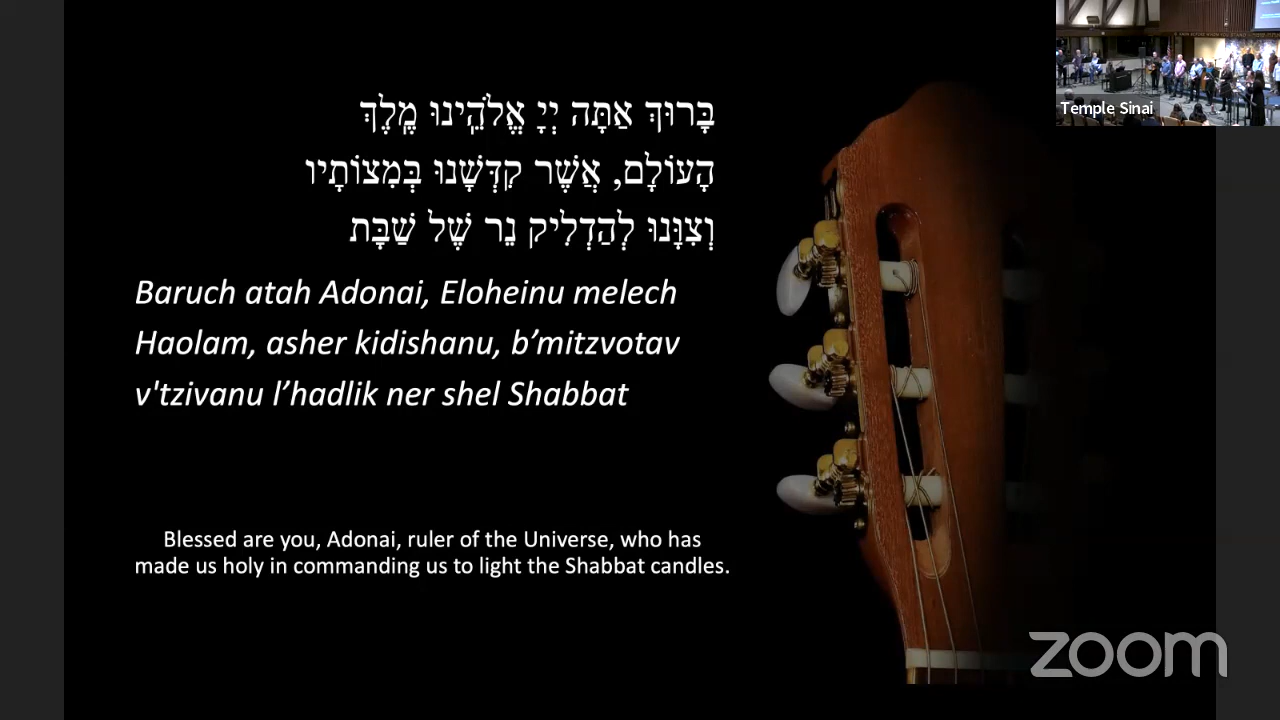 Temple Sinai
בָּרוּךְ אַתָּה יְיָ אֱלֹהֵֽינוּ מֶֽלֶךְ
הָעוֹלָם, אֲשֶׁר קִדְּשָׁנוּ בְּמִצוֹתָיו
וְצִוָּנוּ לְהַדְלִיק נֵר שֶׁל שַׁבָּת
Baruch atah Adonai, Eloheinu melech
Haolam, asher kidishanu, b’mitzvotav
v'tzivanu l’hadlik ner shel Shabbat
Blessed are you, Adonai, ruler of the Universe, who has
made us holy in commanding us to light the Shabbat candles.
zoom